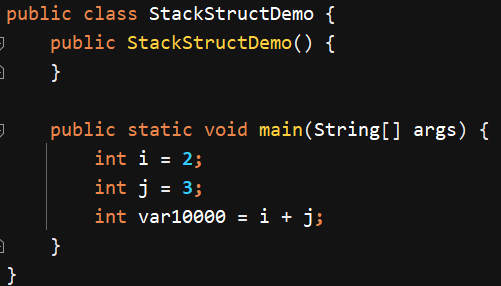 public class StackStructDemo {
    public StackStructDemo() {
    }

    public static void main(String[] args) {
        int i = 2;
        int j = 3;
        int var10000 = i + j;
    }
}